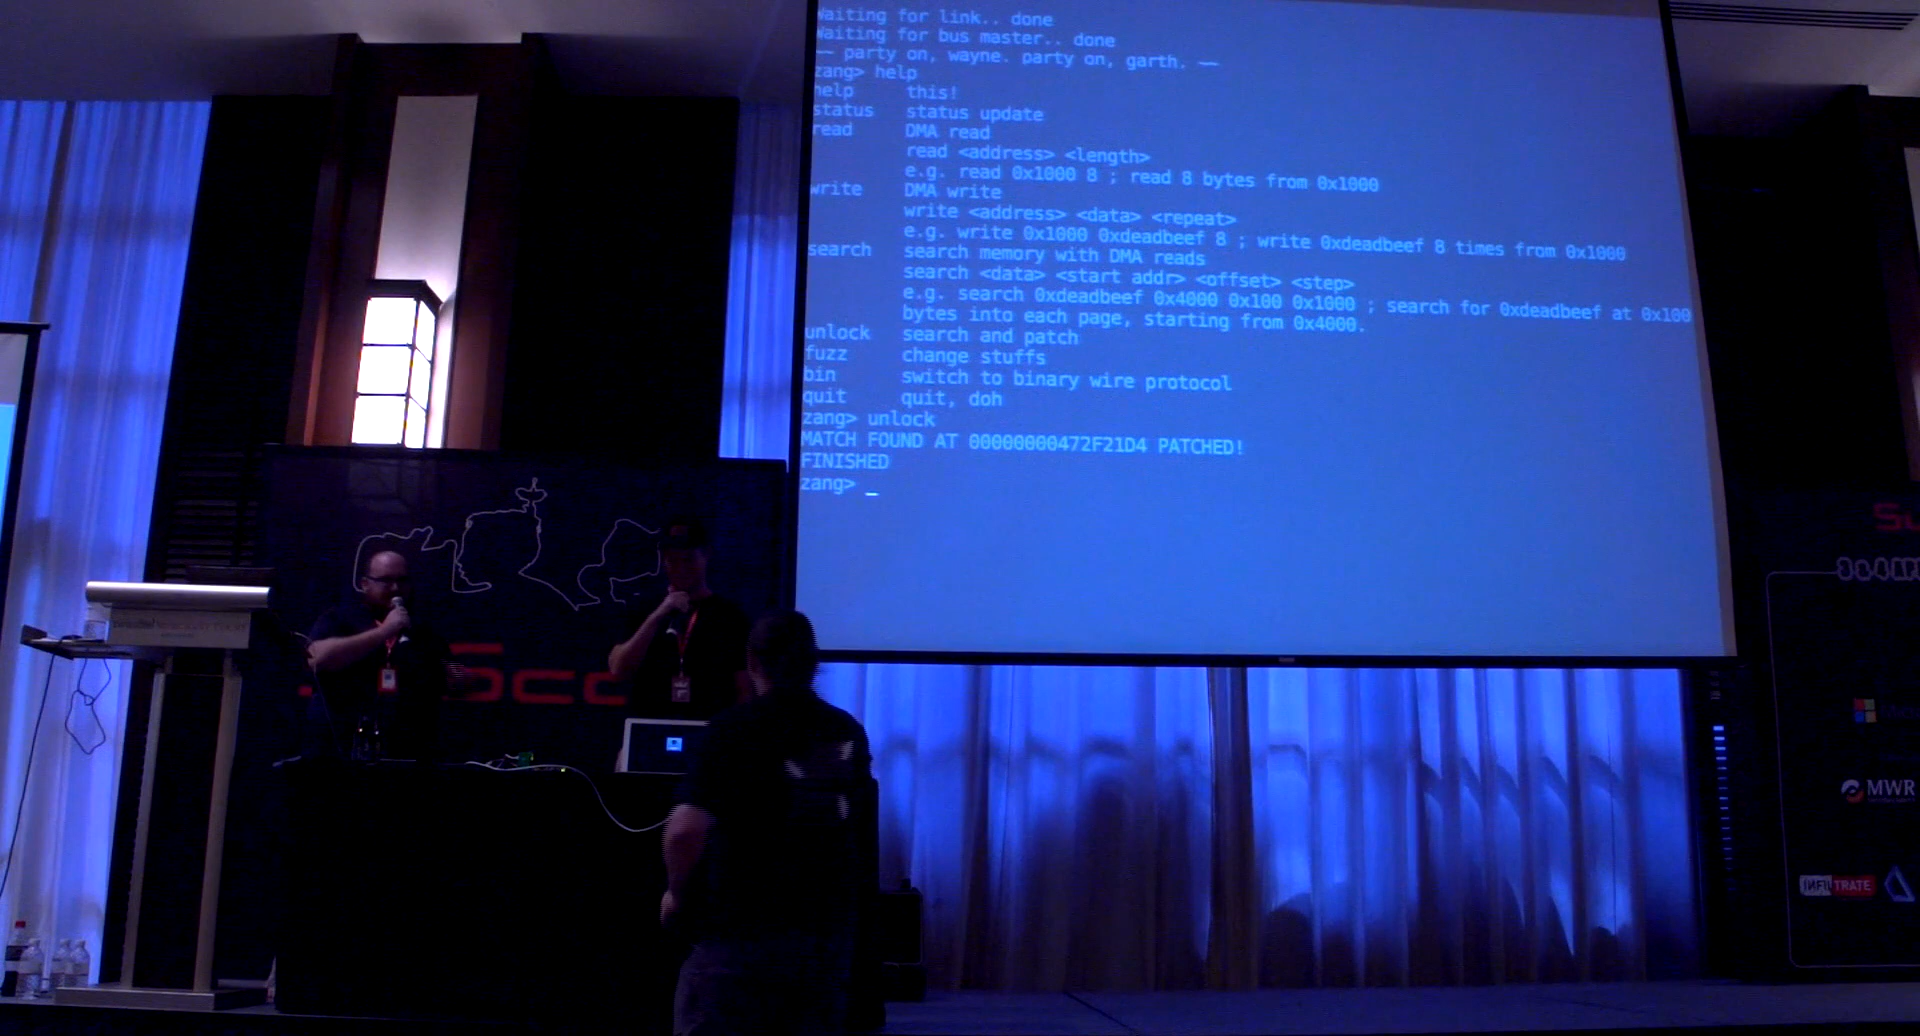 Waiting for link.. done
Waiting for bus master.. done
~~ party on, wayne. party on, garth. ~~
zang> help
help this!
status status update
read DMA read
read <address> <length>
e.g. read 0x1000 8 ; read 8 bytes from 0x1000
write DMA write
write <address> <data> <repeat>
e.g. write 0x1000 0xdeadbeef 8 ; write 0xdeadbeef 8 times from 0x1000
search search memory with DMA reads
search <data> <start addr> <offset> <step>
e.g. search 0xdeadbeef 0x4000 0x100 0x1000 ; search for 0xdeadbeef at 0x100
bytes into each page, starting from 0x4000.
unlock search and patch
fuzz change stuffs
bin switch to binary wire protocol
quit quit, doh
zang> unlock
MATCH FOUND AT 00000000472F21D4 PATCHED!
FINISHED
zang> _
MWR
INFILTRATE